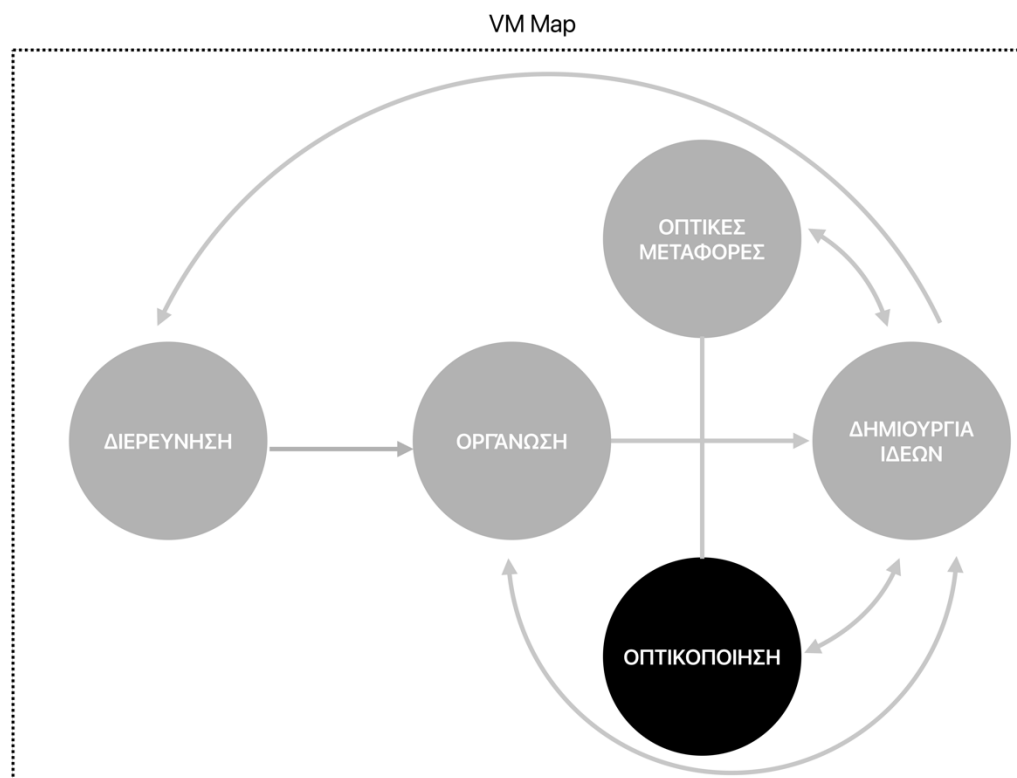 VM Map
ΟΠΤΙΚΕΣ
ΜΕΤΑΦΟΡΕΣ
ΔΙΕΡΕΥΝΗΣΗ
ΟΡΓΑΝΩΣΗ
ΔΗΜΙΟΥΡΓΙΑ
ΙΔΕΩΝ
ΟΠΤΙΚΟΠΟΙΗΣΗ